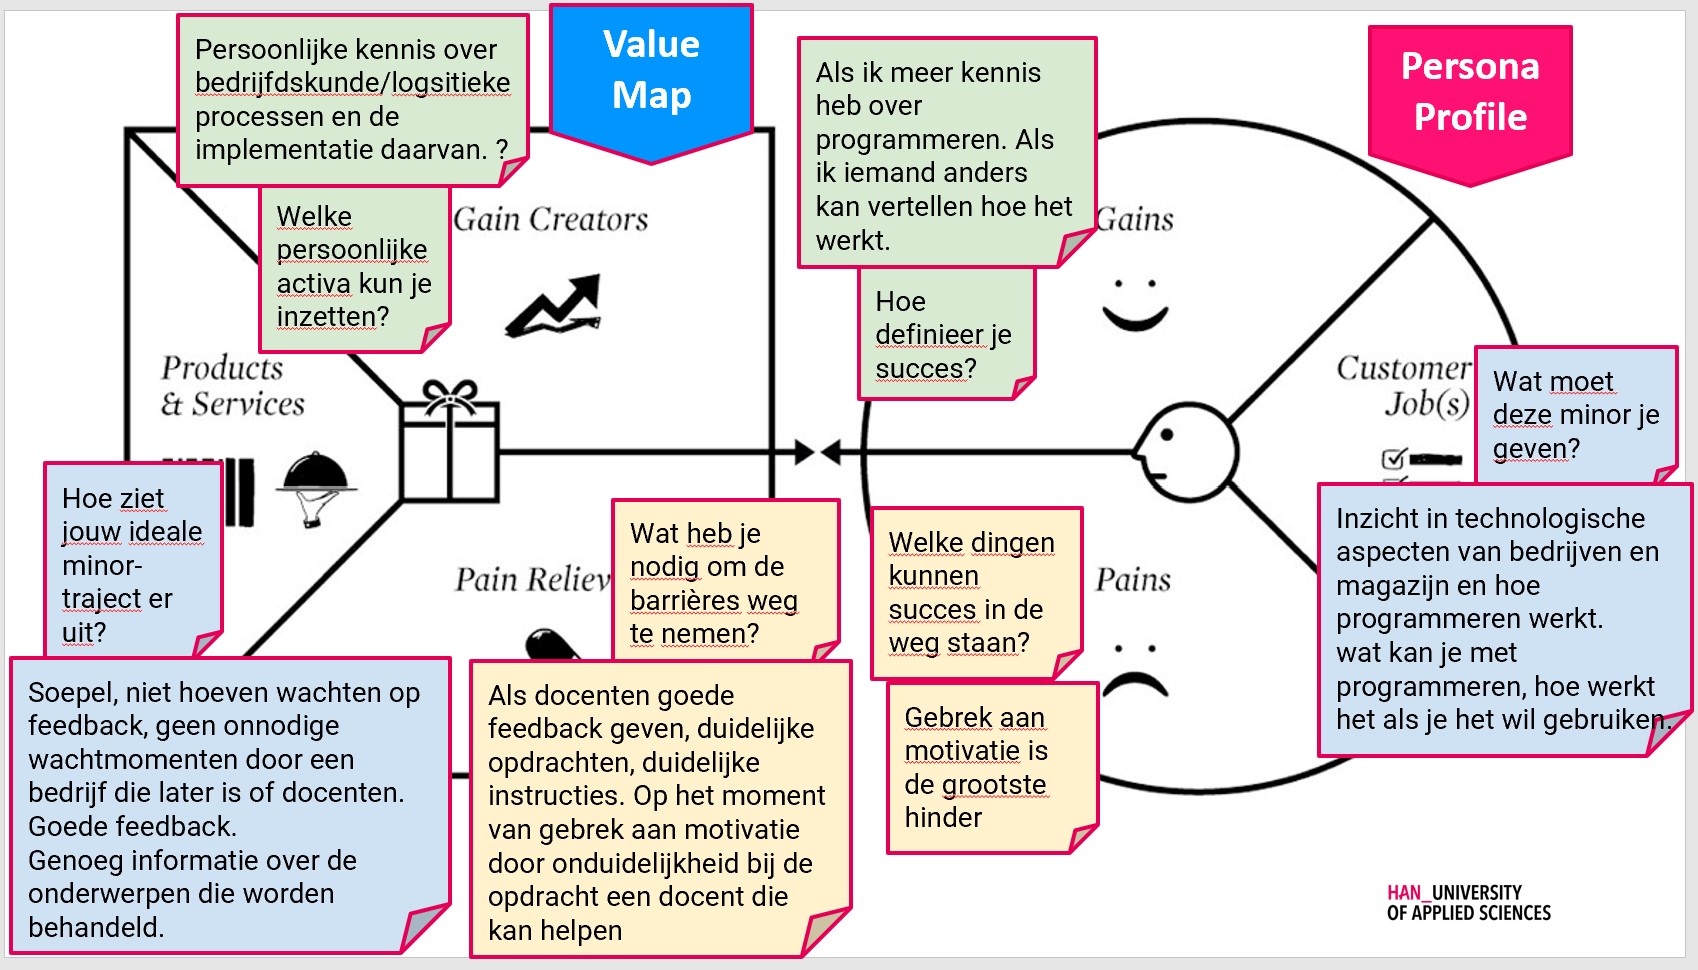 Persoonlijke kennis over
bedrijfdskunde/logsitieke
processen en de
implementatie daarvan. ?
Welke
persoonlijke
activa kun je
inzetten?
Value
Map
Gain Creators
Products
& Services
Hoe ziet
jouw ideale
minor-
traject er
uit?
Soepel, niet hoeven wachten op
feedback, geen onnodige
wachtmomenten door een
bedrijf die later is of docenten.
Goede feedback.
Genoeg informatie over de
onderwerpen die worden
behandeld.
Pain Reliev
Wat heb je
nodig om de
barrières weg
te nemen?
Als docenten goede
feedback geven, duidelijke
opdrachten, duidelijke
instructies. Op het moment
van gebrek aan motivatie
door onduidelijkheid bij de
opdracht een docent die
kan helpen
Persona
Profile
Als ik meer kennis
heb over
programmeren. Als
ik iemand anders
kan vertellen hoe het
werkt.
Hoe
definieer je
succes?
Gains
Customer
Job(s)
Wat moet
deze minor je
geven?
Inzicht in technologische
aspecten van bedrijven en
magazijn en hoe
programmeren werkt.
wat kan je met
programmeren, hoe werkt
het als je het wil gebruiken.
Welke dingen
kunnen
succes in de
weg staan?
Pains
Gebrek aan
motivatie is
de grootste
hinder
HAN_UNIVERSITY
OF APPLIED SCIENCES